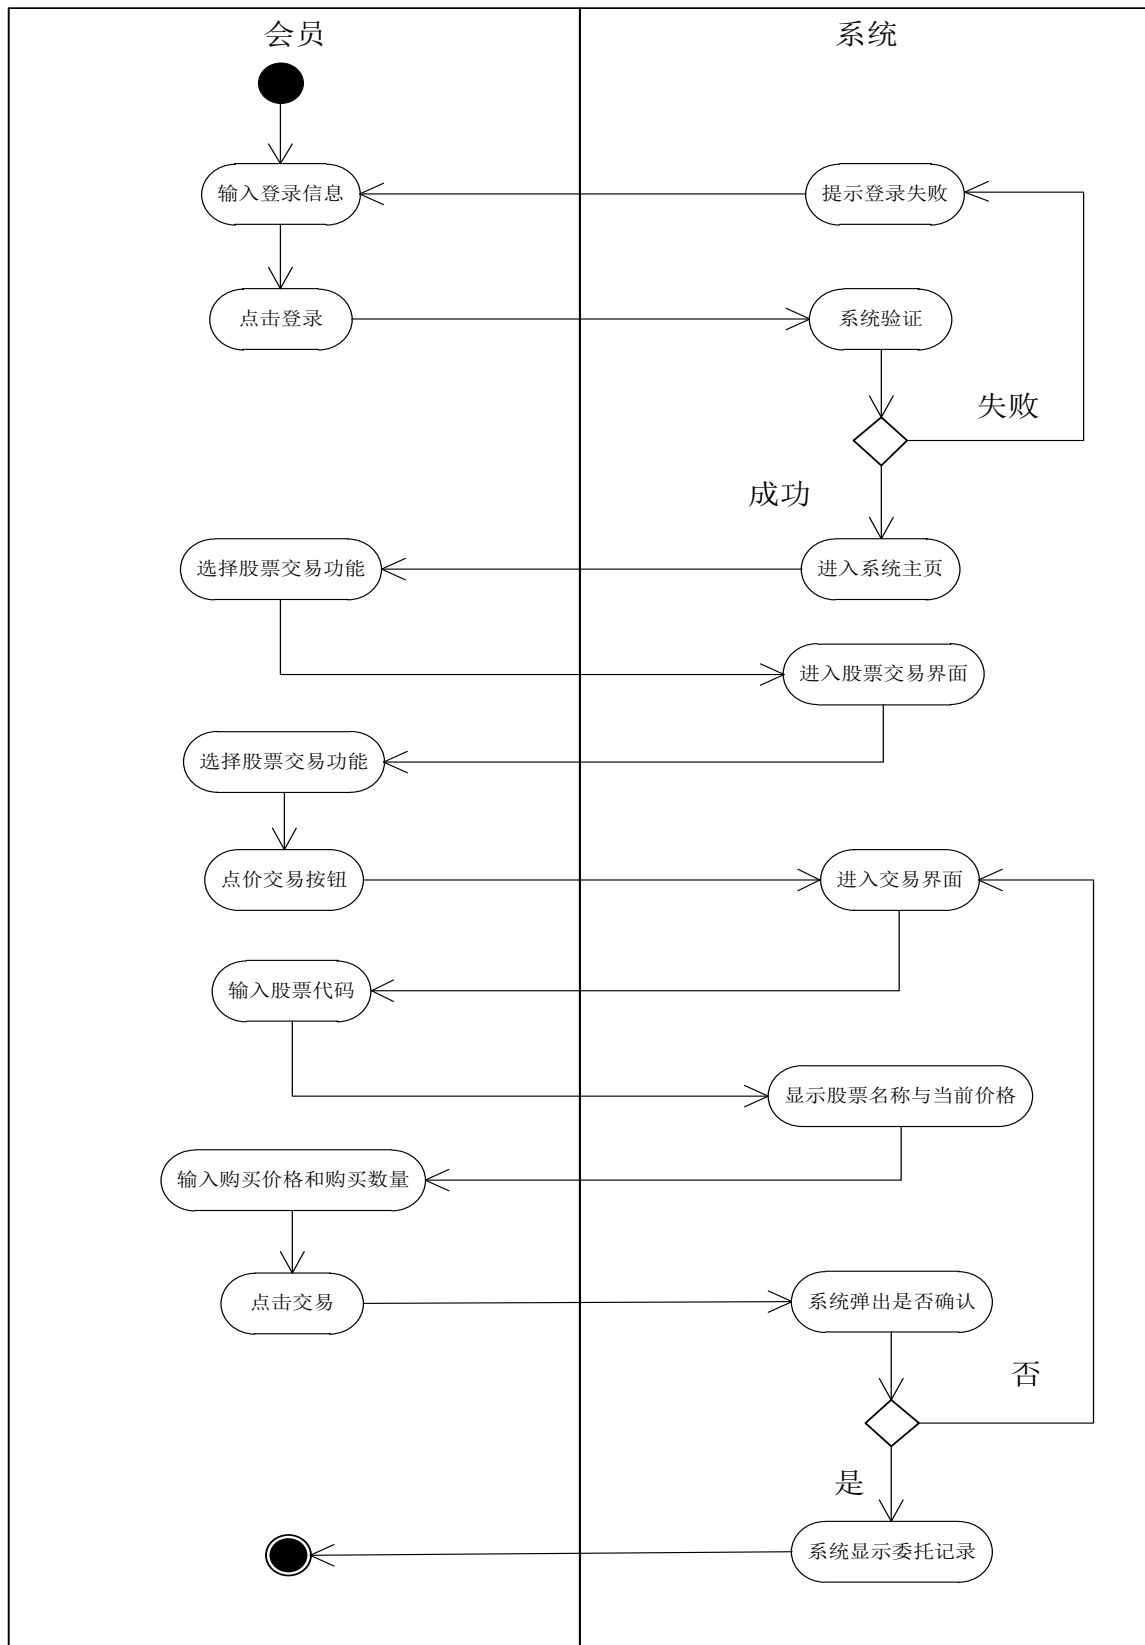 会员
系统
输入登录信息
提示登录失败
点击登录
系统验证
失败
成功
选择股票交易功能
进入系统主页
进入股票交易界面
选择股票交易功能
点价交易按钮
进入交易界面
输入股票代码
显示股票名称与当前价格
输入购买价格和购买数量
点击交易
系统弹出是否确认
否
是
系统显示委托记录